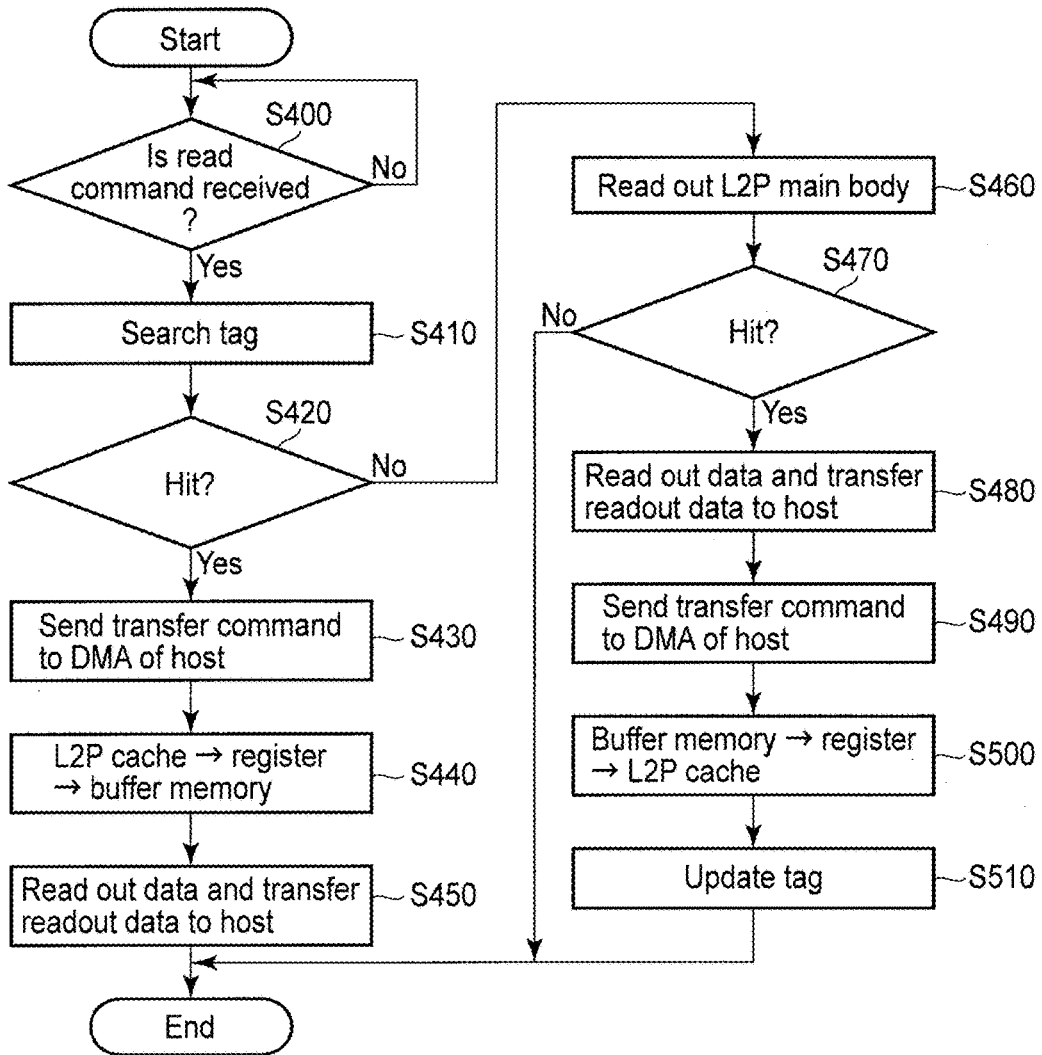 Start
S400
Is read
command received
?
No
Yes
Search tag
S410
S420
Hit?
No
Yes
Send transfer command
to DMA of host
S430
L2P cache → register
→ buffer memory
S440
Read out data and transfer
readout data to host
S450
End
Read out L2P main body
S460
S470
No
Hit?
Yes
Read out data and transfer
readout data to host
S480
Send transfer command
to DMA of host
S490
Buffer memory → register
→ L2P cache
S500
Update tag
S510